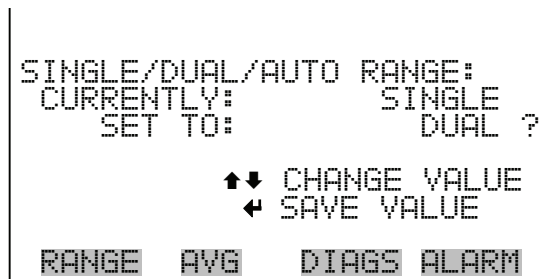 SINGLE/DUAL/AUTO RANGE:
CURRENTLY: SINGLE
SET TO: DUAL ?
⬆⬇ CHANGE VALUE
↵ SAVE VALUE
RANGE AVG DIAGS ALARM